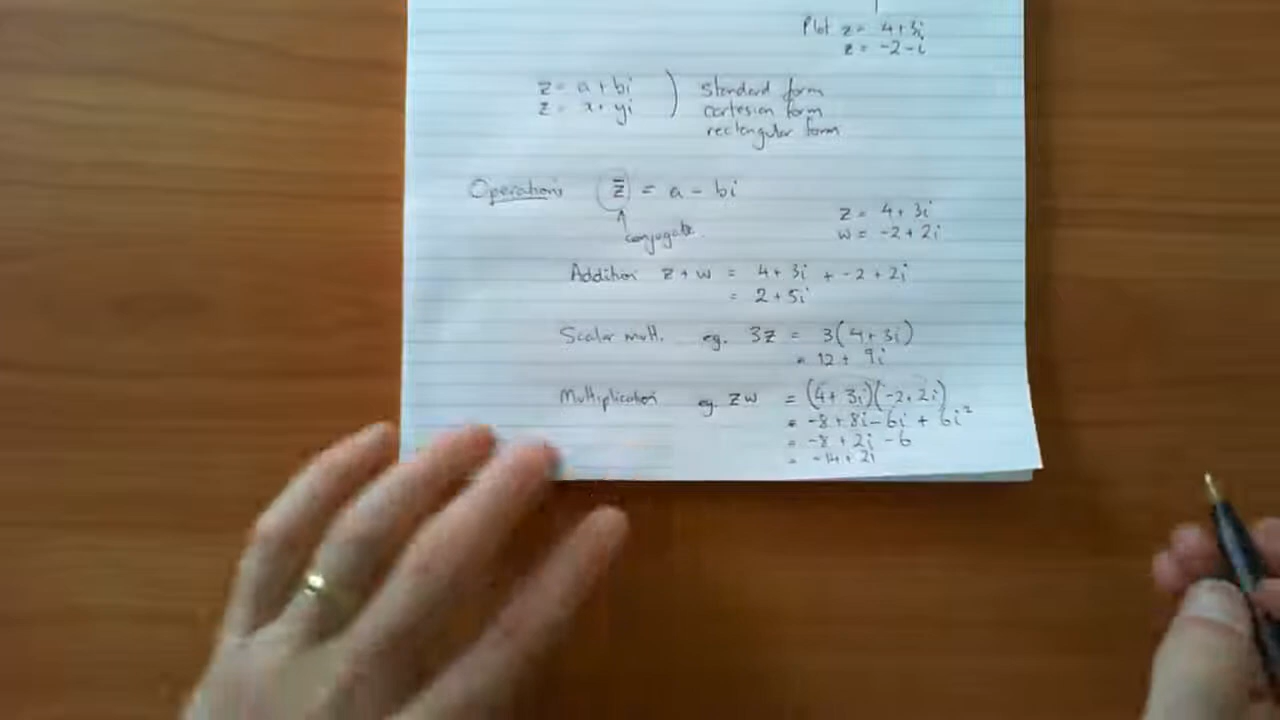 Plot z = 4+3i
z = -2-i
z = a + bi ) standard form
z = x + yi cartesian form
rectangular form
Operations z̄ = a - bi
conjugate
z = 4+3i
w = -2+2i
Addition z + w = 4+3i + -2+2i
= 2+5i
Scalar mult. eg. 3z = 3(4+3i)
= 12 + 9i
Multiplication eg. zw = (4+3i)(-2+2i)
= -8+8i-6i + 6i²
= -8+2i -6
= -14+2i